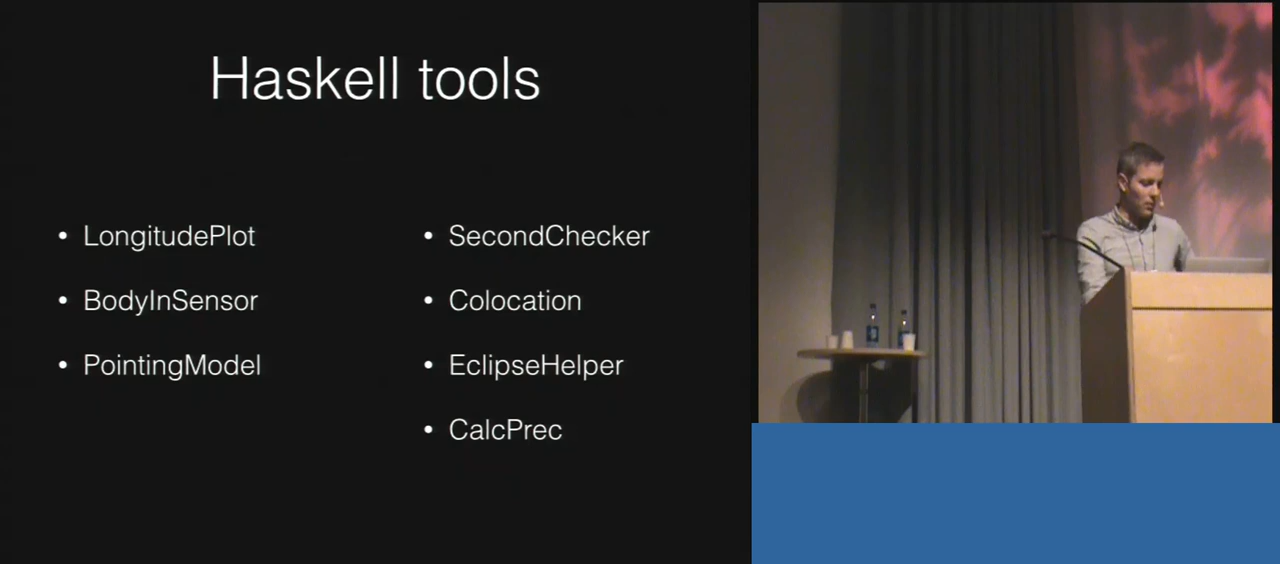 Haskell tools
• LongitudePlot
• BodyInSensor
• PointingModel
• SecondChecker
• Colocation
• EclipseHelper
• CalcPrec